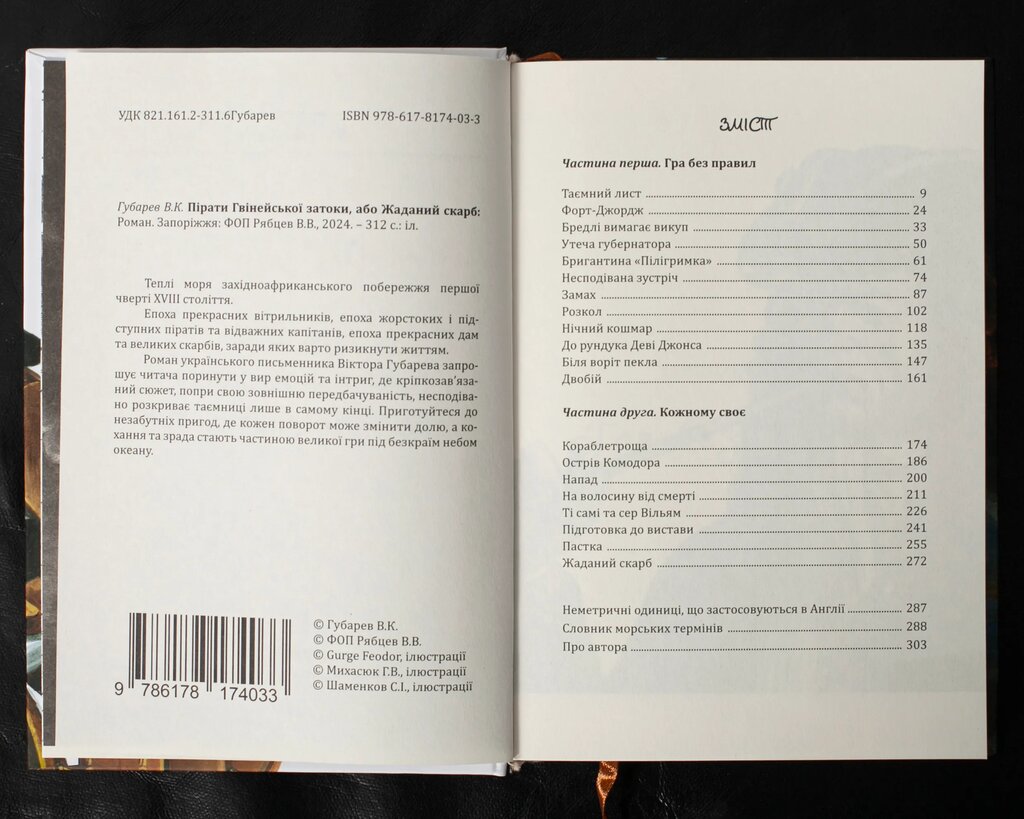 УДК 821.161.2-311.6Губарев
ISBN 978-617-8174-03-3
Губарев В.К. Пірати Гвінейської затоки, або Жаданий скарб:
Роман. Запоріжжя: ФОП Рябцев В.В., 2024. – 312 с.: іл.
Теплі моря західноафриканського побережжя першої
чверті XVIII століття.
Епоха прекрасних вітрильників, епоха жорстоких і під-
ступних піратів та відважних капітанів, епоха прекрасних дам
та великих скарбів, заради яких варто ризикнути життям.
Роман українського письменника Віктора Губарева запро-
шує читача поринути у вир емоцій та інтриг, де кріпкозав'яза-
ний сюжет, попри свою зовнішню передбачуваність, несподіва-
но розкриває таємниці лише в самому кінці. Приготуйтеся до
незабутніх пригод, де кожен поворот може змінити долю, а ко-
хання та зрада стають частиною великої гри під безкраїм небом
океану.
© Губарев В.К.
© ФОП Рябцев В.В.
© Gurge Feodor, ілюстрації
© Михасюк Г.В., ілюстрації
© Шаменков С.І., ілюстрації
9 786178 174033
ЗМІСТ
Частина перша. Гра без правил
Таємний лист 9
Форт-Джордж 24
Бредлі вимагає викуп 33
Утеча губернатора 50
Бригантина «Пілігримка» 61
Несподівана зустріч 74
Замах 87
Розкол 102
Нічний кошмар 118
До рундука Деві Джонса 135
Біля воріт пекла 147
Двобій 161
Частина друга. Кожному своє
Кораблетроща 174
Острів Комодора 186
Напад 200
На волосину від смерті 211
Ті самі та сер Вільям 226
Підготовка до вистави 241
Пастка 255
Жаданий скарб 272
Неметричні одиниці, що застосовуються в Англії 287
Словник морських термінів 288
Про автора 303